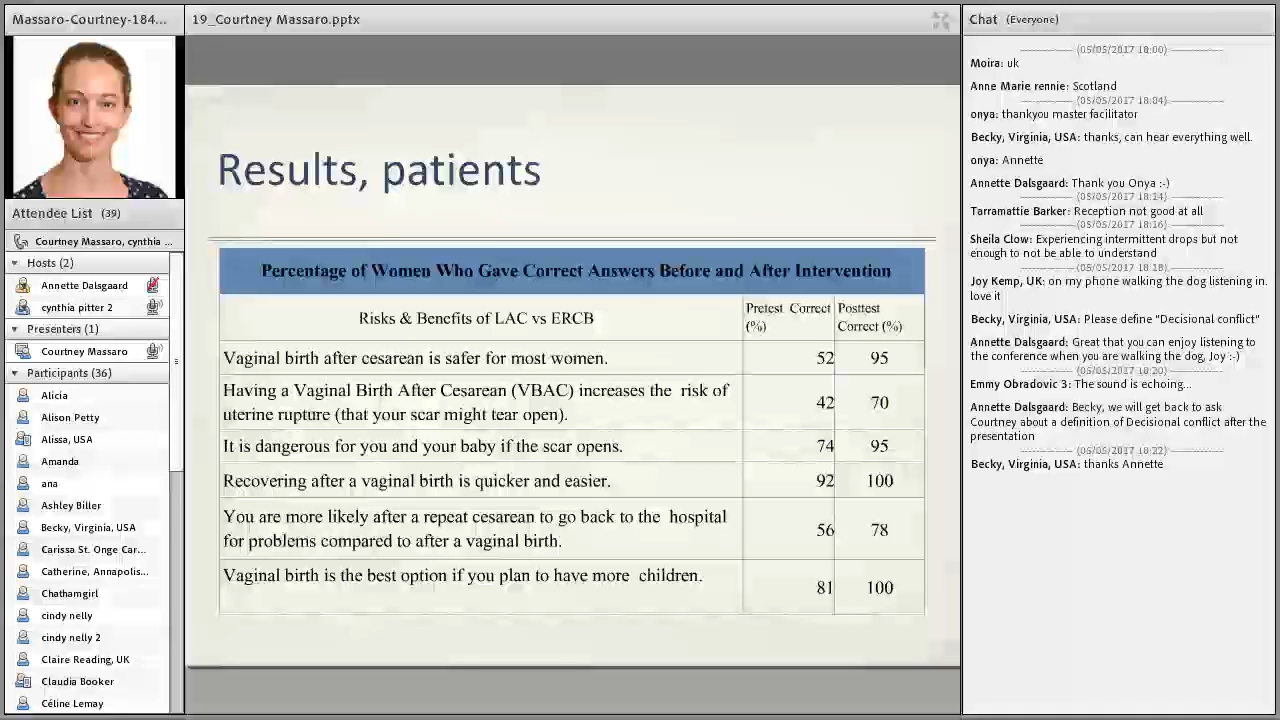 Massaro-Courtney-184...
Attendee List (39)
Courtney Massaro, cynthia ...
Hosts (2)
Annette Dalsgaard
cynthia pitter 2
Presenters (1)
Courtney Massaro
Participants (36)
Alicia
Alison Petty
Alissa, USA
Amanda
ana
Ashley Biller
Becky, Virginia, USA
Carissa St. Onge Car...
Catherine, Annapolis...
Chathamgirl
cindy nelly
cindy nelly 2
Claire Reading, UK
Claudia Booker
Céline Lemay
19_Courtney Massaro.pptx
Results, patients
Percentage of Women Who Gave Correct Answers Before and After Intervention
Risks & Benefits of LAC vs ERCB
Pretest Correct
(%)
Posttest
Correct (%)
Vaginal birth after cesarean is safer for most women. 52 95
Having a Vaginal Birth After Cesarean (VBAC) increases the risk of
uterine rupture (that your scar might tear open). 42 70
It is dangerous for you and your baby if the scar opens. 74 95
Recovering after a vaginal birth is quicker and easier. 92 100
You are more likely after a repeat cesarean to go back to the hospital
for problems compared to after a vaginal birth. 56 78
Vaginal birth is the best option if you plan to have more children. 81 100
Chat (Everyone)
(05/05/2017 18:00)
Moira: uk
Anne Marie rennie: Scotland
(05/05/2017 18:04)
onya: thankyou master facilitator
Becky, Virginia, USA: thanks, can hear everything well.
onya: Annette
Annette Dalsgaard: Thank you Onya :-)
(05/05/2017 18:14)
Tarramattie Barker: Reception not good at all
(05/05/2017 18:16)
Sheila Clow: Experiencing intermittent drops but not
enough to not be able to understand
(05/05/2017 18:18)
Joy Kemp, UK: on my phone walking the dog listening in.
love it
Becky, Virginia, USA: Please define "Decisional conflict"
Annette Dalsgaard: Great that you can enjoy listening to
the conference when you are walking the dog, Joy :-)
(05/05/2017 18:20)
Emmy Obradovic 3: The sound is echoing...
Annette Dalsgaard: Becky, we will get back to ask
Courtney about a definition of Decisional conflict after the
presentation
(05/05/2017 18:22)
Becky, Virginia, USA: thanks Annette